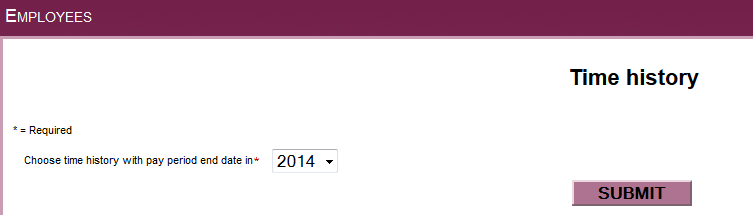 EMPLOYEES
Time history
* = Required
Choose time history with pay period end date in* 2014
SUBMIT